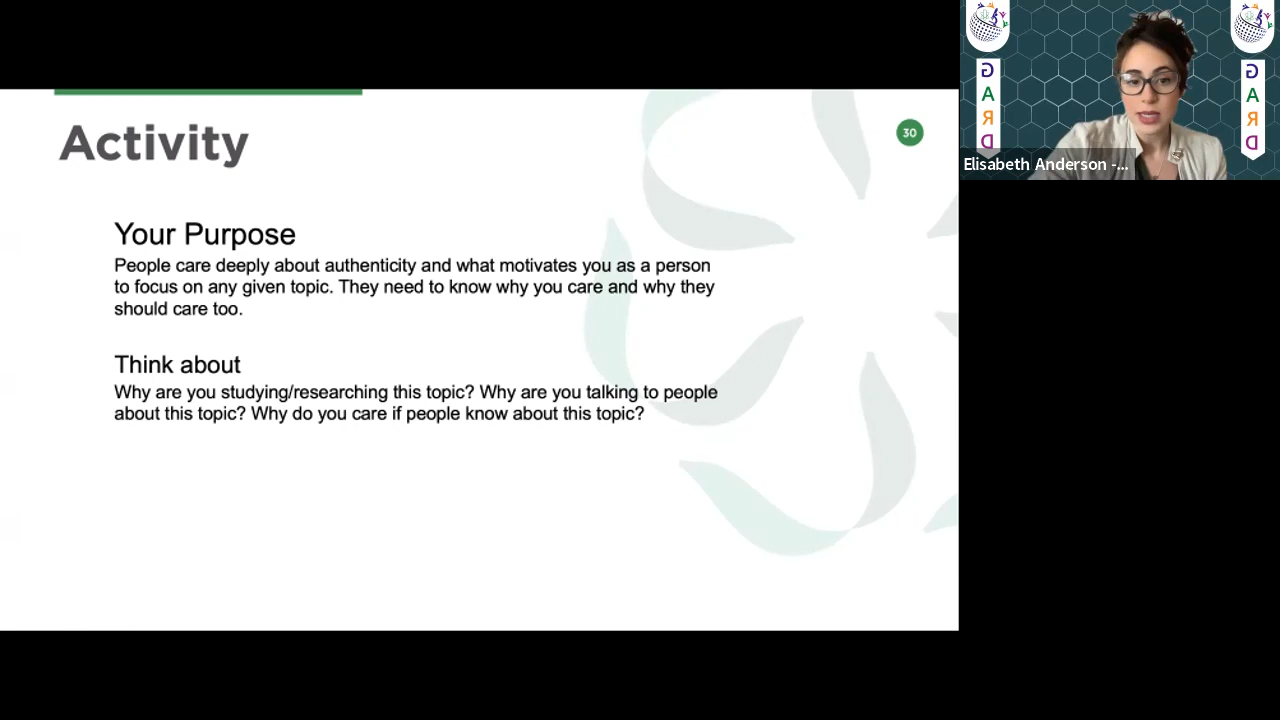 Activity
30
Your Purpose
People care deeply about authenticity and what motivates you as a person
to focus on any given topic. They need to know why you care and why they
should care too.
Think about
Why are you studying/researching this topic? Why are you talking to people
about this topic? Why do you care if people know about this topic?
G
A
R
D
G
A
R
D
Elisabeth Anderson -...